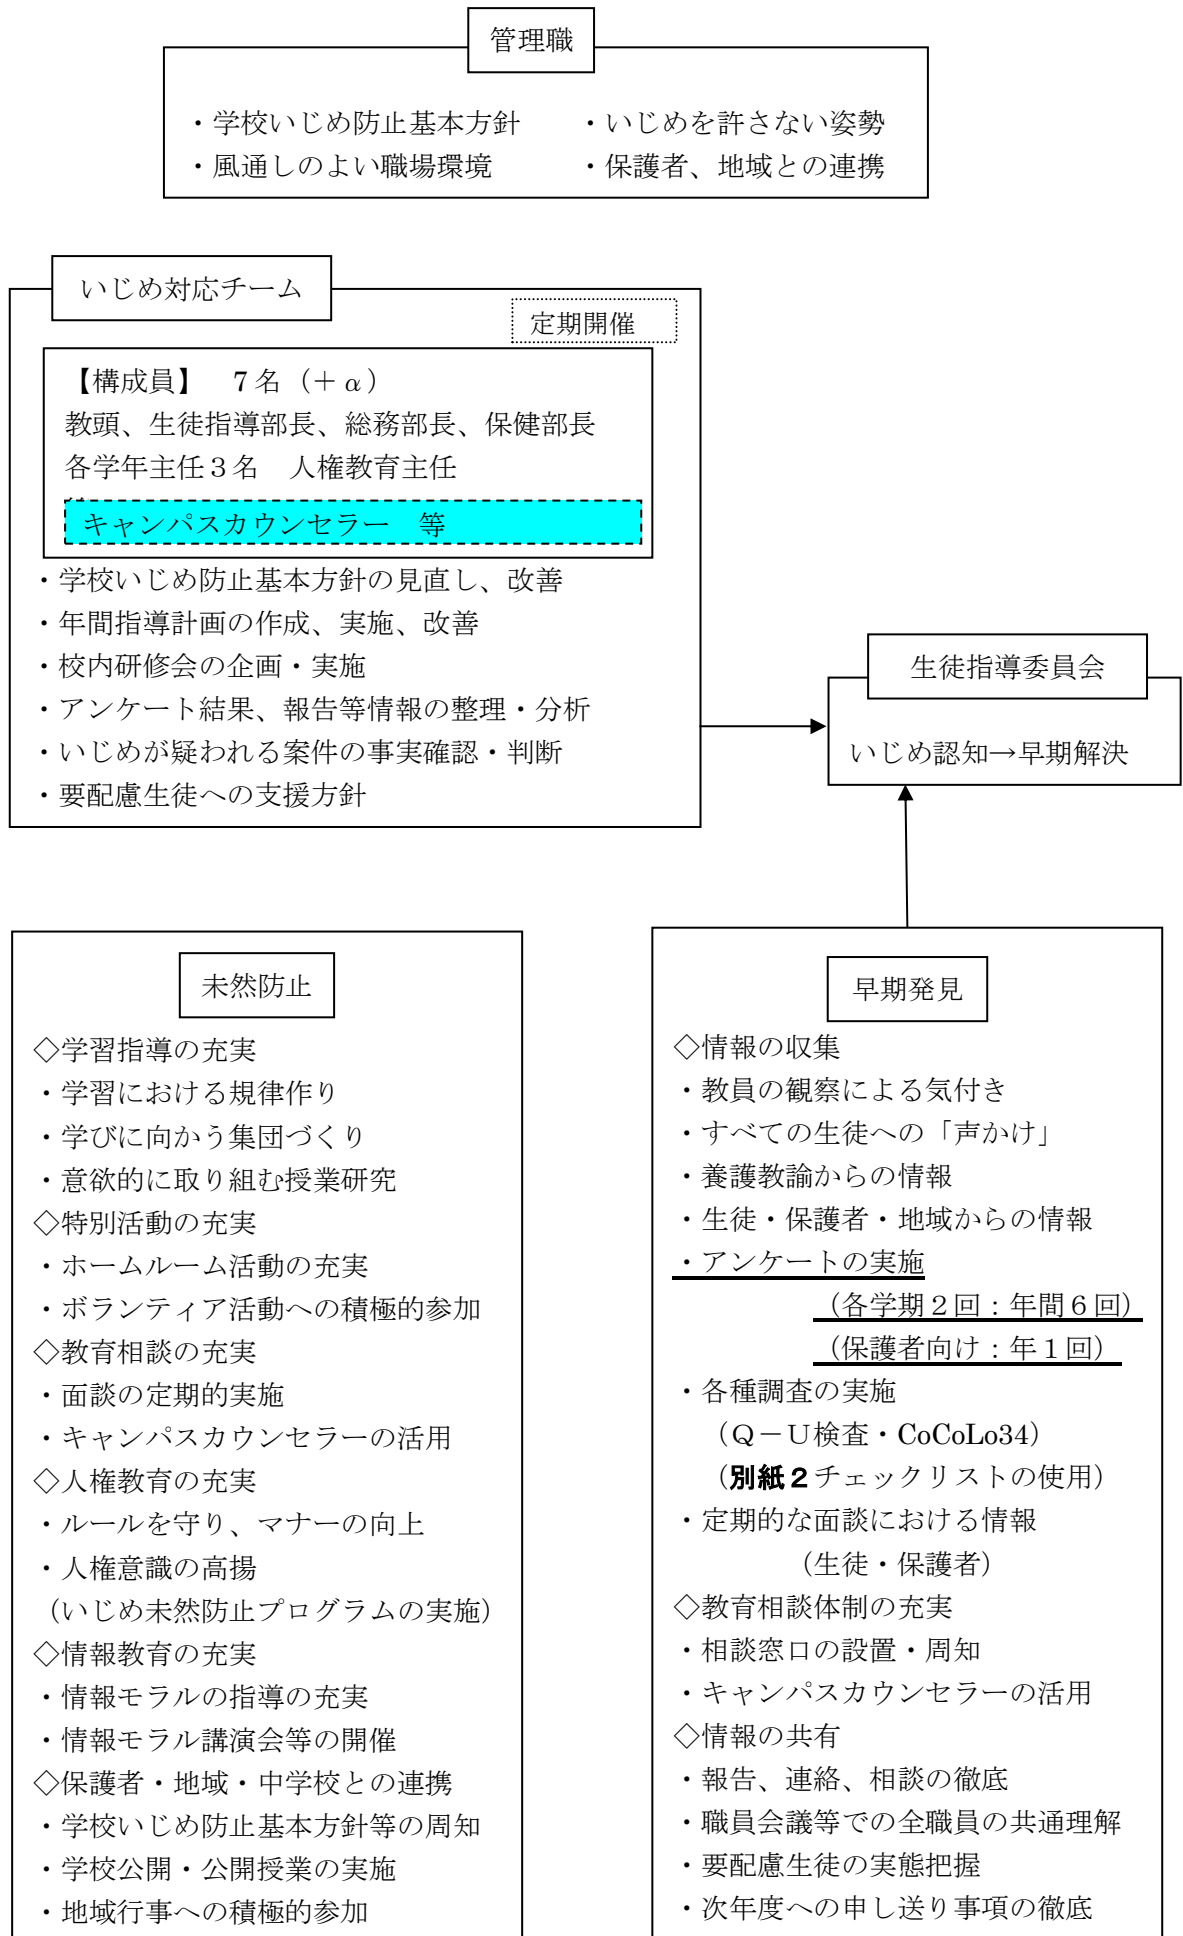 管理職
・学校いじめ防止基本方針　　・いじめを許さない姿勢
・風通しのよい職場環境　　　・保護者、地域との連携
いじめ対応チーム
定期開催
【構成員】　7名（＋α）
教頭、生徒指導部長、総務部長、保健部長
各学年主任３名　人権教育主任
キャンパスカウンセラー　等
・学校いじめ防止基本方針の見直し、改善
・年間指導計画の作成、実施、改善
・校内研修会の企画・実施
・アンケート結果、報告等情報の整理・分析
・いじめが疑われる案件の事実確認・判断
・要配慮生徒への支援方針
生徒指導委員会
いじめ認知→早期解決
未然防止
◇学習指導の充実
・学習における規律作り
・学びに向かう集団づくり
・意欲的に取り組む授業研究
◇特別活動の充実
・ホームルーム活動の充実
・ボランティア活動への積極的参加
◇教育相談の充実
・面談の定期的実施
・キャンパスカウンセラーの活用
◇人権教育の充実
・ルールを守り、マナーの向上
・人権意識の高揚
（いじめ未然防止プログラムの実施）
◇情報教育の充実
・情報モラルの指導の充実
・情報モラル講演会等の開催
◇保護者・地域・中学校との連携
・学校いじめ防止基本方針等の周知
・学校公開・公開授業の実施
・地域行事への積極的参加
早期発見
◇情報の収集
・教員の観察による気付き
・すべての生徒への「声かけ」
・養護教諭からの情報
・生徒・保護者・地域からの情報
・アンケートの実施
（各学期２回：年間６回）
（保護者向け：年１回）
・各種調査の実施
（Ｑ－Ｕ検査・CoCoLo34）
（別紙２チェックリストの使用）
・定期的な面談における情報
（生徒・保護者）
◇教育相談体制の充実
・相談窓口の設置・周知
・キャンパスカウンセラーの活用
◇情報の共有
・報告、連絡、相談の徹底
・職員会議等での全職員の共通理解
・要配慮生徒の実態把握
・次年度への申し送り事項の徹底